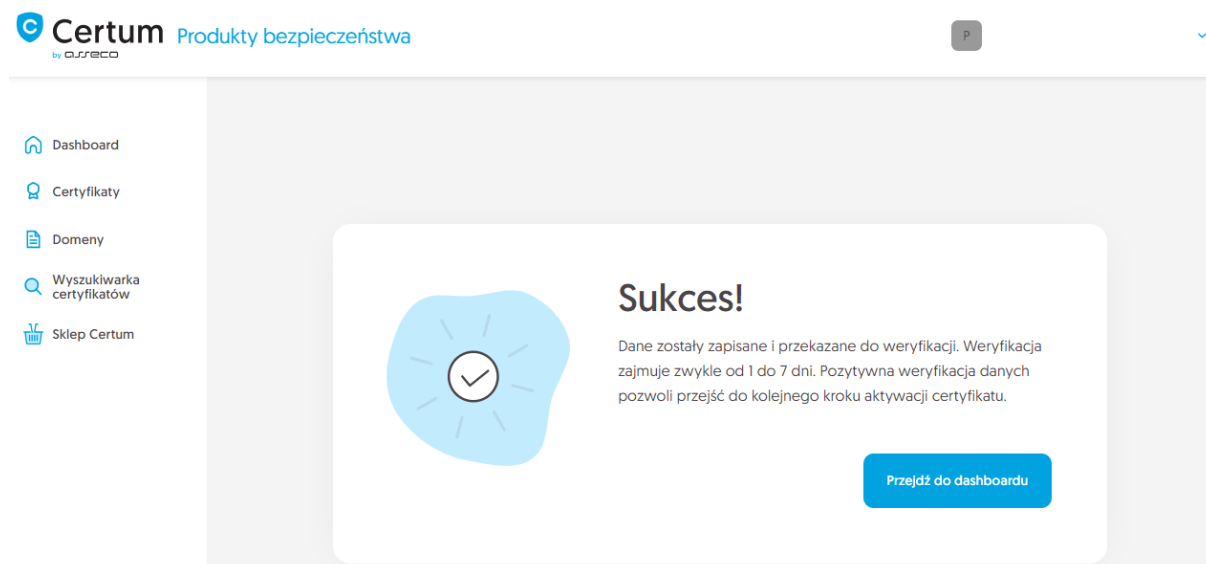 Certum
by asseco
Produkty bezpieczeństwa
P
Dashboard
Certyfikaty
Domeny
Wyszukiwarka
certyfikatów
Sklep Certum
Sukces!
Dane zostały zapisane i przekazane do weryfikacji. Weryfikacja
zajmuje zwykle od 1 do 7 dni. Pozytywna weryfikacja danych
pozwoli przejść do kolejnego kroku aktywacji certyfikatu.
Przejdź do dashboardu